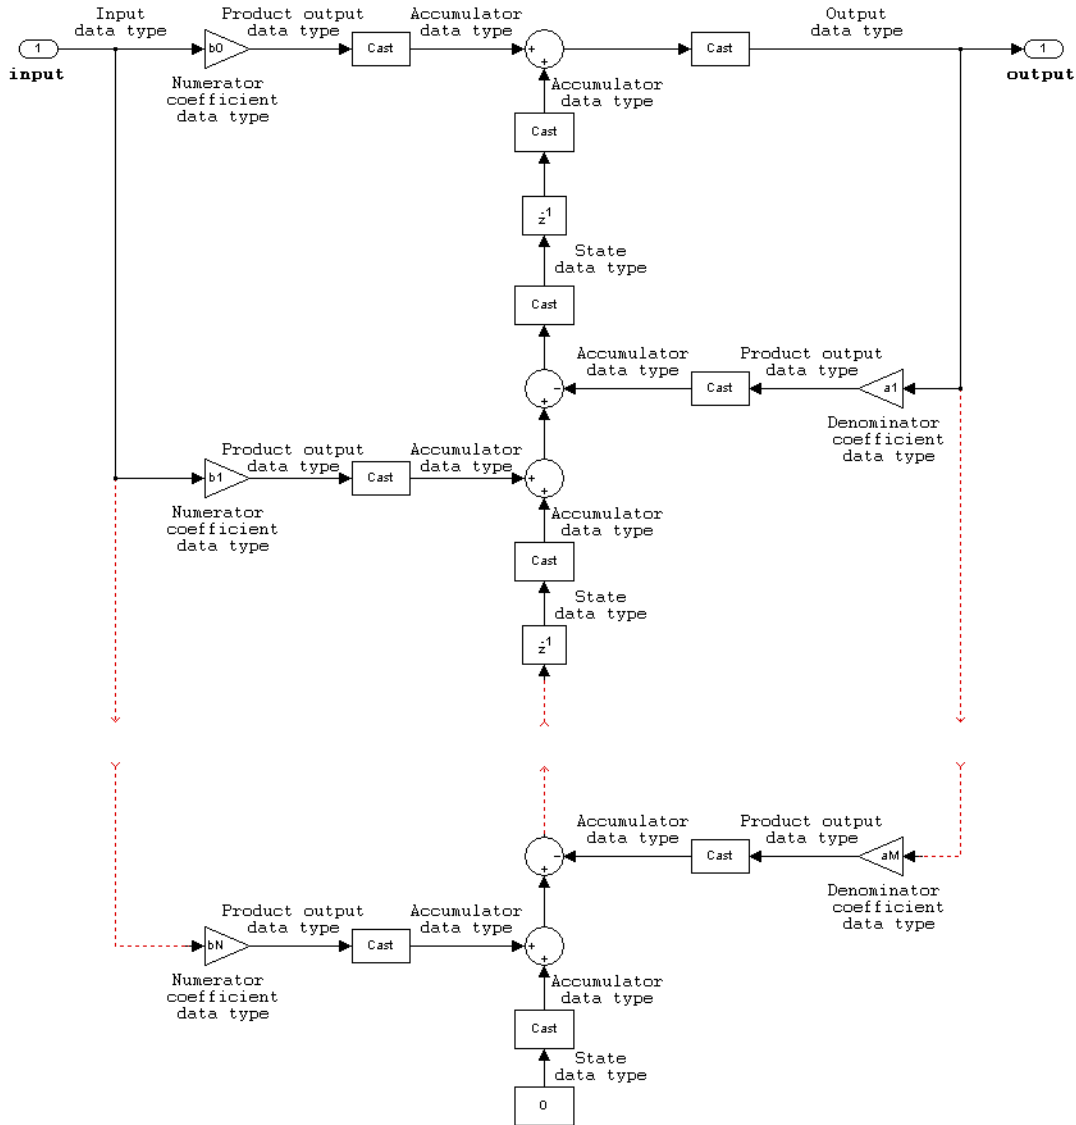 Input
data type
Product output
data type
Accumulator
data type
Output
data type
1
b0
Cast
+
+
Cast
1
input
output
Numerator
coefficient
data type
Accumulator
data type
Cast
z-1
State
data type
Cast
Accumulator
data type
Product output
data type
−
+
Cast
a1
Denominator
coefficient
data type
Product output
data type
Accumulator
data type
b1
Cast
+
+
Numerator
coefficient
data type
Accumulator
data type
Cast
State
data type
z-1
Accumulator
data type
Product output
data type
−
+
Cast
aM
Denominator
coefficient
data type
Product output
data type
Accumulator
data type
bN
Cast
+
+
Numerator
coefficient
data type
Accumulator
data type
Cast
State
data type
0